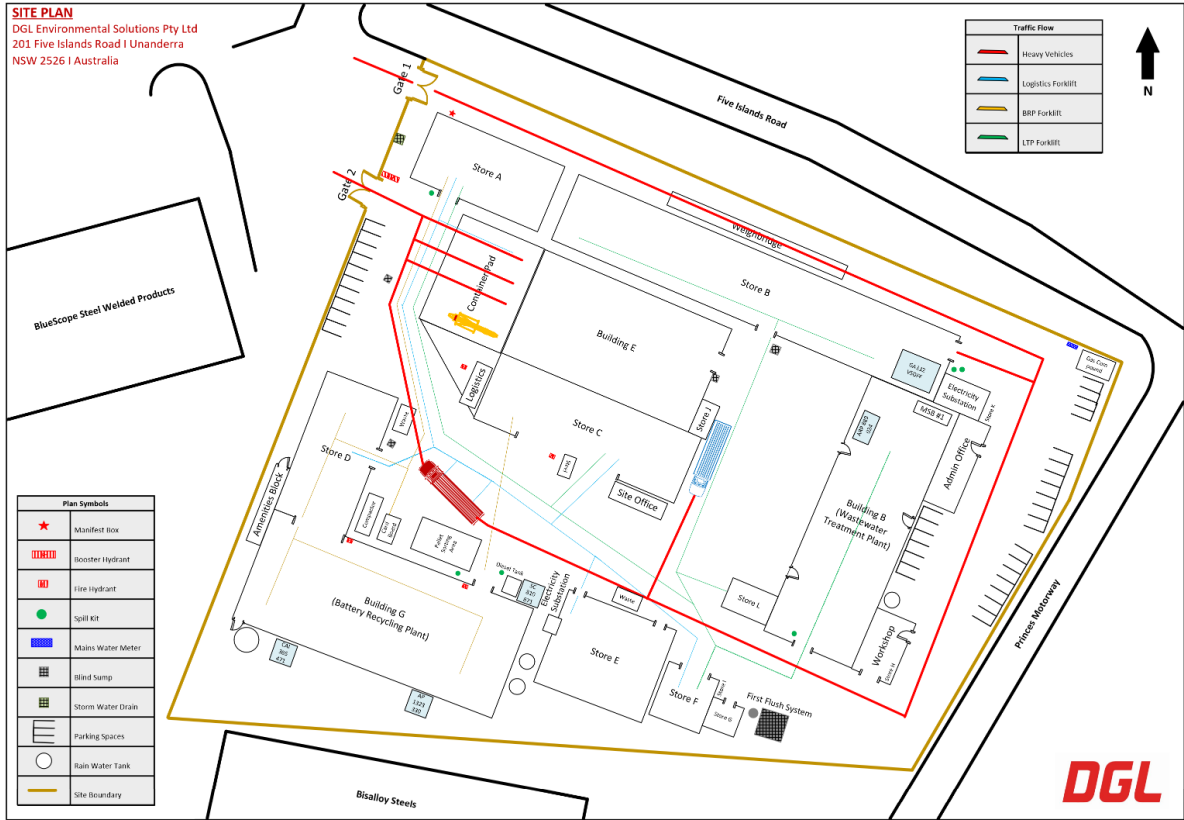 SITE PLAN
DGL Environmental Solutions Pty Ltd
201 Five Islands Road I Unanderra
NSW 2526 I Australia
Traffic Flow
Heavy Vehicles
Logistics Forklift
BRP Forklift
LTP Forklift
N
Five Islands Road
Gate 1
Gate 2
Store A
Weighbridge
Store B
Container Pad
Building E
BlueScope Steel Welded Products
Logistics
Store C
Store J
Electricity
Substation
Store K
MSB #1
Admin Office
Store D
Amenities Block
Compactor
Pallet
Sorting
Area
Site Office
Building B
(Wastewater
Treatment Plant)
Diesel Tank
Electricity
Substation
Waste
Store L
Building G
(Battery Recycling Plant)
Store E
Store F
Store I
Store G
First Flush System
Workshop
Store H
Princes Motorway
Bisalloy Steels
Plan Symbols
Manifest Box
Booster Hydrant
Fire Hydrant
Spill Kit
Mains Water Meter
Blind Sump
Storm Water Drain
Parking Spaces
Rain Water Tank
Site Boundary
DGL